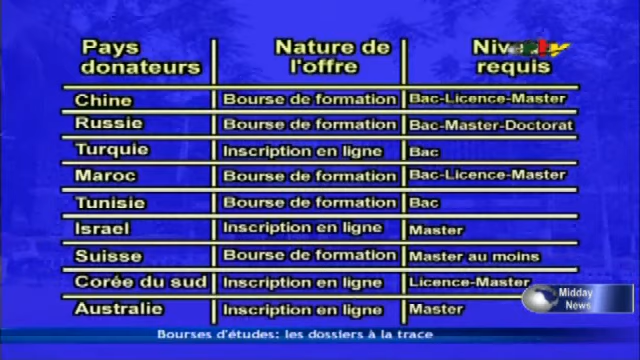 Pays donateurs Nature de l'offre requis
Chine Bourse de formation Bac-Licence-Master
Russie Bourse de formation Bac-Master-Doctorat
Turquie Inscription en ligne Bac
Maroc Bourse de formation Bac-Licence-Master
Tunisie Bourse de formation Bac
Israel Inscription en ligne Master
Suisse Bourse de formation Master au moins
Corée du sud Inscription en ligne Licence-Master
Australie Inscription en ligne Master
Midday
News
Bourses d'études: les dossiers à la trace